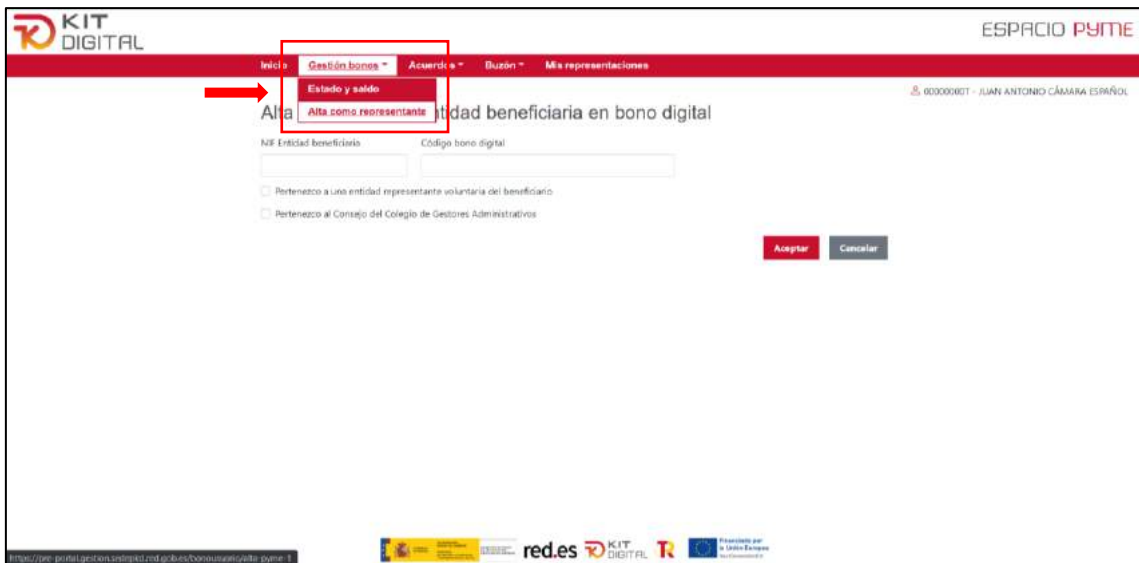 KIT
DIGITAL
ESPACIO PYME
Inicio Gestión bonos Acuerdos Buzón Mis representaciones
Estado y saldo
Alta como representante
00000000T - JUAN ANTONIO CÁMARA ESPAÑOL
Alta tidad beneficiaria en bono digital
NIF Entidad beneficiaria Código bono digital
Pertenezco a una entidad representante voluntaria del beneficiario
Pertenezco al Consejo del Colegio de Gestores Administrativos
Aceptar Cancelar
red.es KIT DIGITAL
Financiado por
la Unión Europea